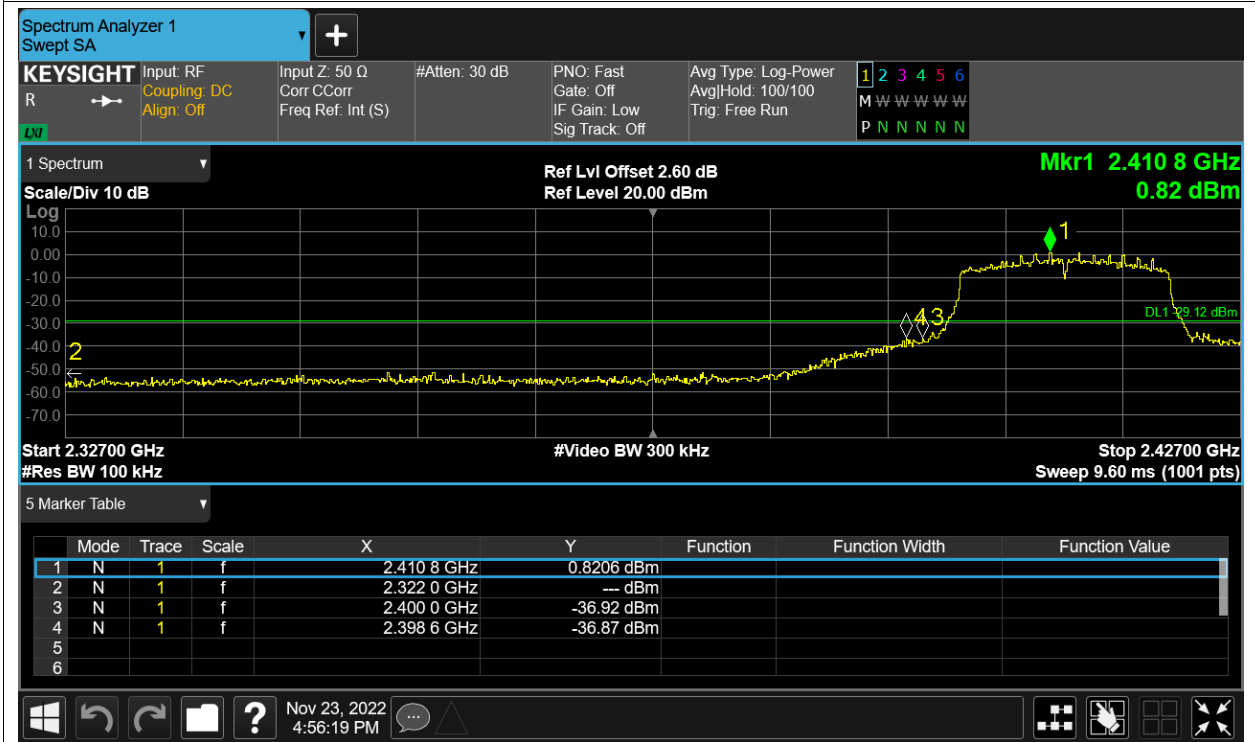 Spectrum Analyzer 1
Swept SA
KEYSIGHT
R
LXI
Input: RF
Coupling: DC
Align: Off
Input Z: 50 Ω
Corr CCorr
Freq Ref: Int (S)
#Atten: 30 dB
PNO: Fast
Gate: Off
IF Gain: Low
Sig Track: Off
Avg Type: Log-Power
Avg|Hold: 100/100
Trig: Free Run
1 2 3 4 5 6
M W W W W W
P N N N N N
1 Spectrum
Scale/Div 10 dB
Ref Lvl Offset 2.60 dB
Ref Level 20.00 dBm
Mkr1 2.410 8 GHz
0.82 dBm
Log
10.0
0.00
-10.0
-20.0
-30.0
-40.0
-50.0
-60.0
-70.0
1
2
4 3
DL1 -29.12 dBm
Start 2.32700 GHz
#Video BW 300 kHz
Stop 2.42700 GHz
#Res BW 100 kHz
Sweep 9.60 ms (1001 pts)
5 Marker Table
Mode Trace Scale X Y Function Function Width Function Value
1 N 1 f 2.410 8 GHz 0.8206 dBm
2 N 1 f 2.322 0 GHz --- dBm
3 N 1 f 2.400 0 GHz -36.92 dBm
4 N 1 f 2.398 6 GHz -36.87 dBm
5
6
?
Nov 23, 2022
4:56:19 PM